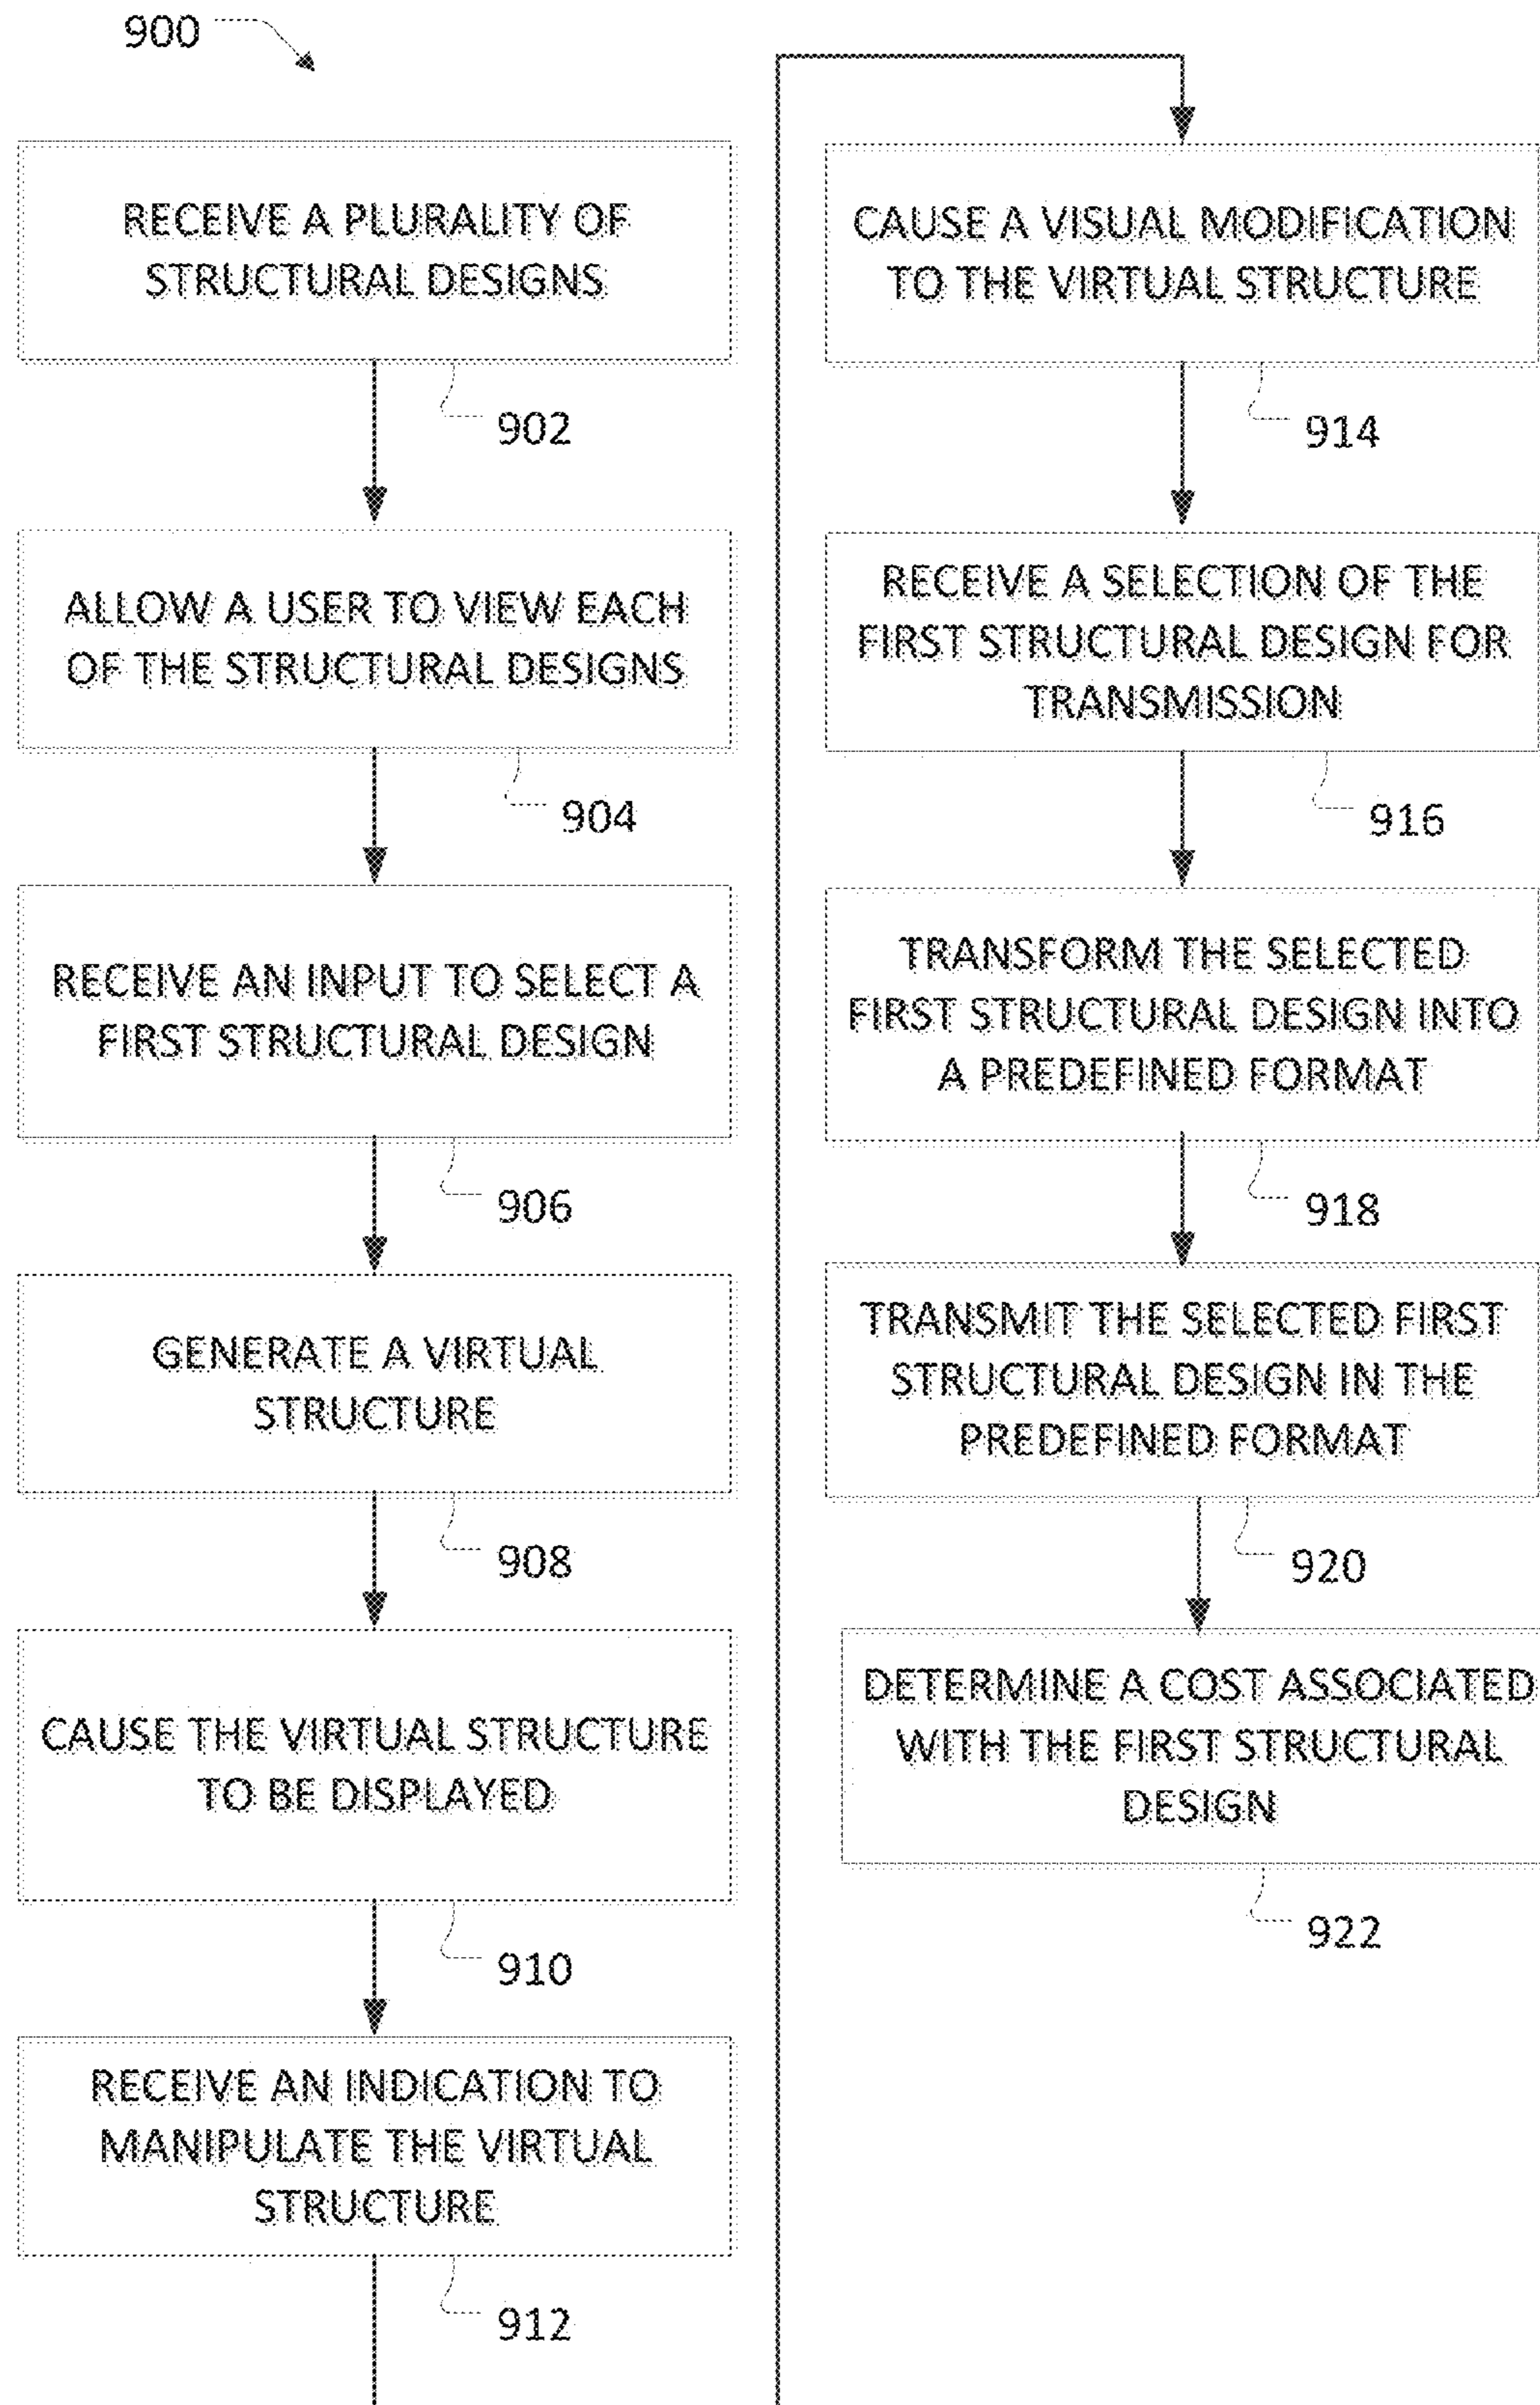 900
RECEIVE A PLURALITY OF
STRUCTURAL DESIGNS
902
ALLOW A USER TO VIEW EACH
OF THE STRUCTURAL DESIGNS
904
RECEIVE AN INPUT TO SELECT A
FIRST STRUCTURAL DESIGN
906
GENERATE A VIRTUAL
STRUCTURE
908
CAUSE THE VIRTUAL STRUCTURE
TO BE DISPLAYED
910
RECEIVE AN INDICATION TO
MANIPULATE THE VIRTUAL
STRUCTURE
912
CAUSE A VISUAL MODIFICATION
TO THE VIRTUAL STRUCTURE
914
RECEIVE A SELECTION OF THE
FIRST STRUCTURAL DESIGN FOR
TRANSMISSION
916
TRANSFORM THE SELECTED
FIRST STRUCTURAL DESIGN INTO
A PREDEFINED FORMAT
918
TRANSMIT THE SELECTED FIRST
STRUCTURAL DESIGN IN THE
PREDEFINED FORMAT
920
DETERMINE A COST ASSOCIATED
WITH THE FIRST STRUCTURAL
DESIGN
922